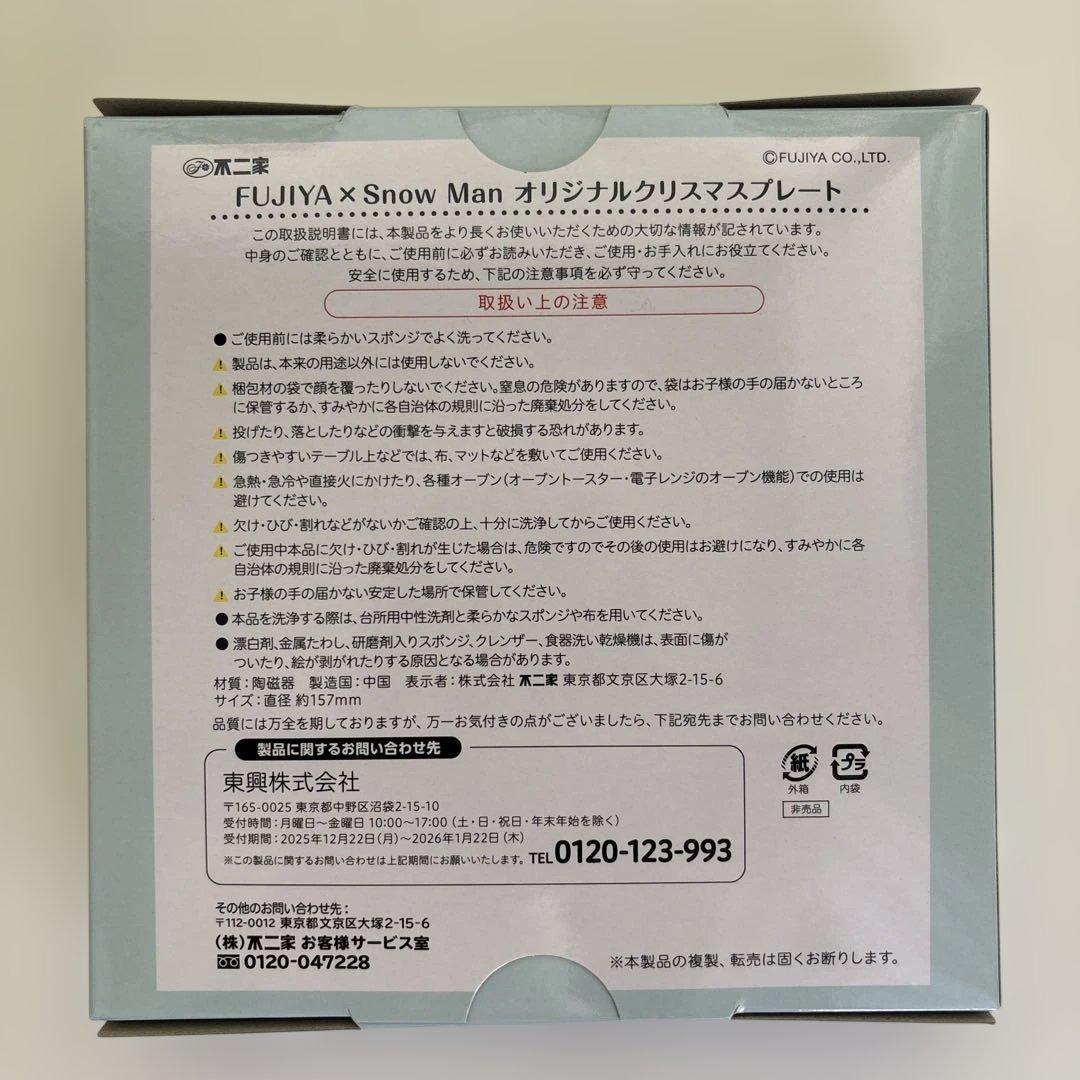 不二家
©FUJIYA CO.,LTD.
FUJIYA×Snow Man オリジナルクリスマスプレート
この取扱説明書には、本製品をより長くお使いいただくための大切な情報が記されています。
中身のご確認とともに、ご使用前に必ずお読みいただき、ご使用・お手入れにお役立てください。
安全に使用するため、下記の注意事項を必ず守ってください。
取扱い上の注意
●ご使用前には柔らかいスポンジでよく洗ってください。
製品は、本来の用途以外には使用しないでください。
梱包材の袋で顔を覆ったりしないでください。窒息の危険がありますので、袋はお子様の手の届かないところ
に保管するか、すみやかに各自治体の規則に沿った廃棄処分をしてください。
投げたり、落としたりなどの衝撃を与えますと破損する恐れがあります。
傷つきやすいテーブル上などでは、布、マットなどを敷いてご使用ください。
急熱・急冷や直接火にかけたり、各種オーブン（オーブントースター・電子レンジのオーブン機能）での使用は
避けてください。
欠け・ひび・割れなどがないかご確認の上、十分に洗浄してからご使用ください。
ご使用中本品に欠け・ひび・割れが生じた場合は、危険ですのでその後の使用はお避けになり、すみやかに各
自治体の規則に沿った廃棄処分をしてください。
お子様の手の届かない安定した場所で保管してください。
●本品を洗浄する際は、台所用中性洗剤と柔らかなスポンジや布を用いてください。
●漂白剤、金属たわし、研磨剤入りスポンジ、クレンザー、食器洗い乾燥機は、表面に傷が
ついたり、絵が剥がれたりする原因となる場合があります。
材質：陶磁器 製造国：中国 表示者：株式会社 不二家 東京都文京区大塚2-15-6
サイズ：直径 約157mm
品質には万全を期しておりますが、万一お気付きの点がございましたら、下記宛先までお問い合わせください。
製品に関するお問い合わせ先
東興株式会社
〒165-0025 東京都中野区沼袋2-15-10
受付時間：月曜日～金曜日 10:00～17:00（土・日・祝日・年末年始を除く）
受付期間：2025年12月22日(月)～2026年1月22日(木)
※この製品に関するお問い合わせは上記期間にお願いいたします。 TEL0120-123-993
紙
外箱
プラ
内袋
非売品
その他のお問い合わせ先：
〒112-0012 東京都文京区大塚2-15-6
(株)不二家 お客様サービス室
0120-047228
※本製品の複製、転売は固くお断りします。